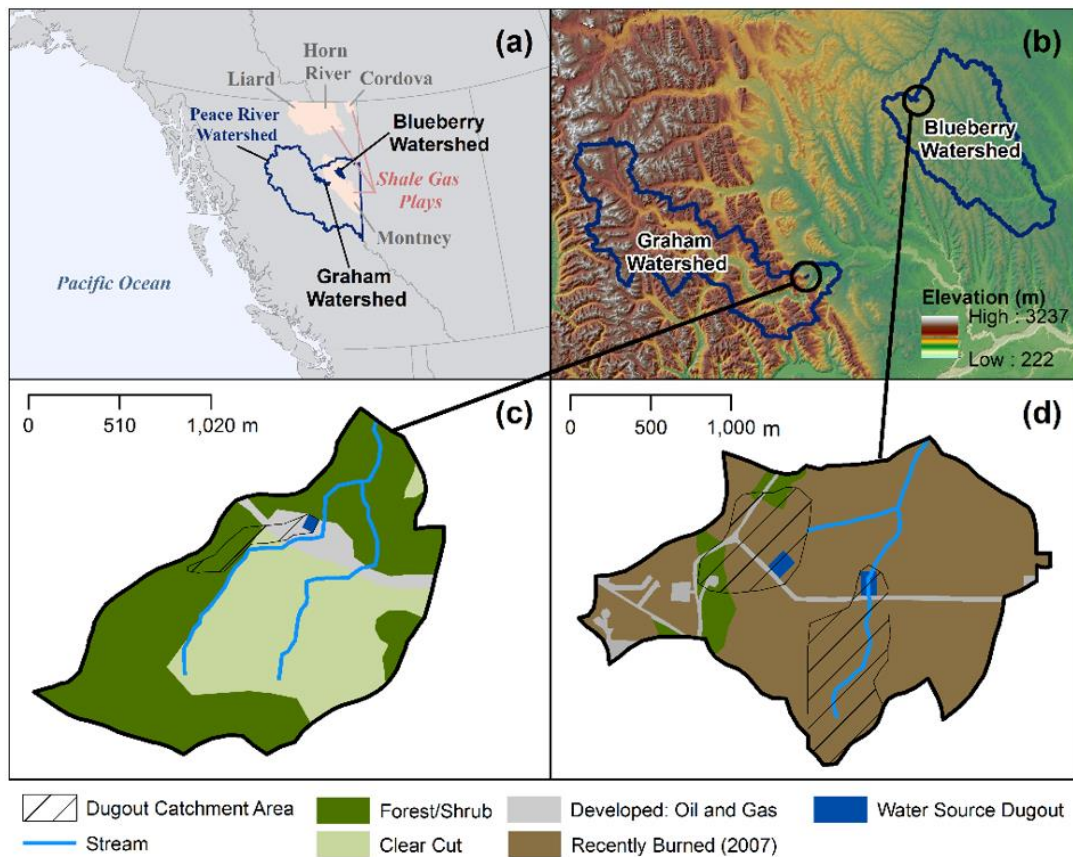 (a)
Horn
River
Liard
Cordova
Peace River
Watershed
Blueberry
Watershed
Shale Gas
Plays
Montney
Graham
Watershed
Pacific Ocean
(b)
Blueberry
Watershed
Graham
Watershed
Elevation (m)
High : 3237
Low : 222
(c)
0 510 1,020 m
(d)
0 500 1,000 m
Dugout Catchment Area
Forest/Shrub
Developed: Oil and Gas
Water Source Dugout
Stream
Clear Cut
Recently Burned (2007)